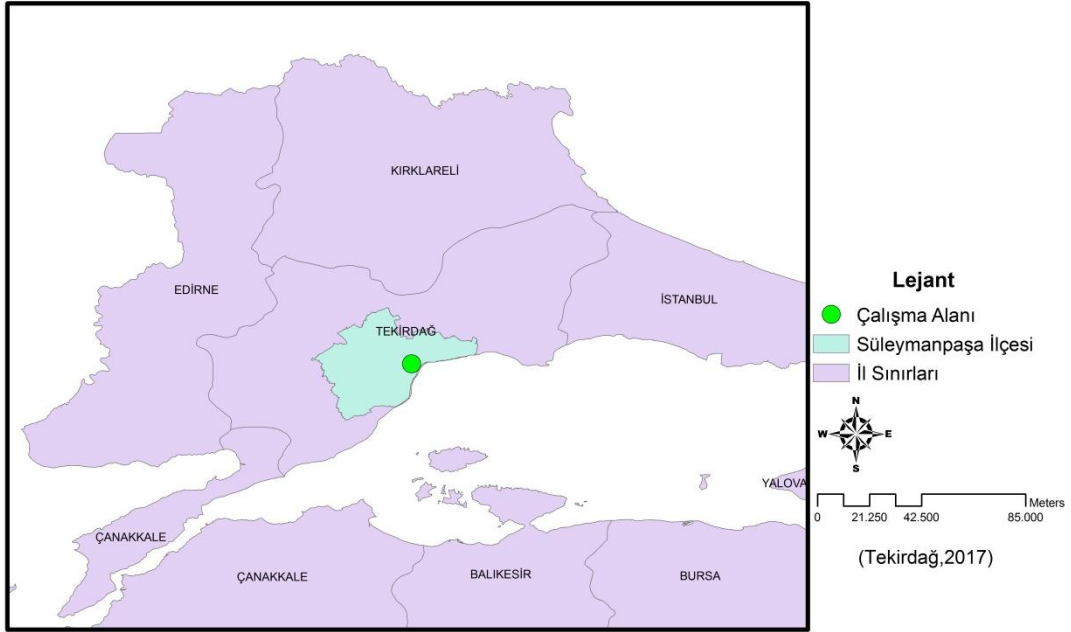 KIRKLARELİ
EDİRNE
İSTANBUL
TEKİRDAĞ
YALOVA
ÇANAKKALE
ÇANAKKALE
BALIKESİR
BURSA
Lejant
Çalışma Alanı
Süleymanpaşa İlçesi
İl Sınırları
N
W E
S
Meters
0 21.250 42.500 85.000
(Tekirdağ,2017)